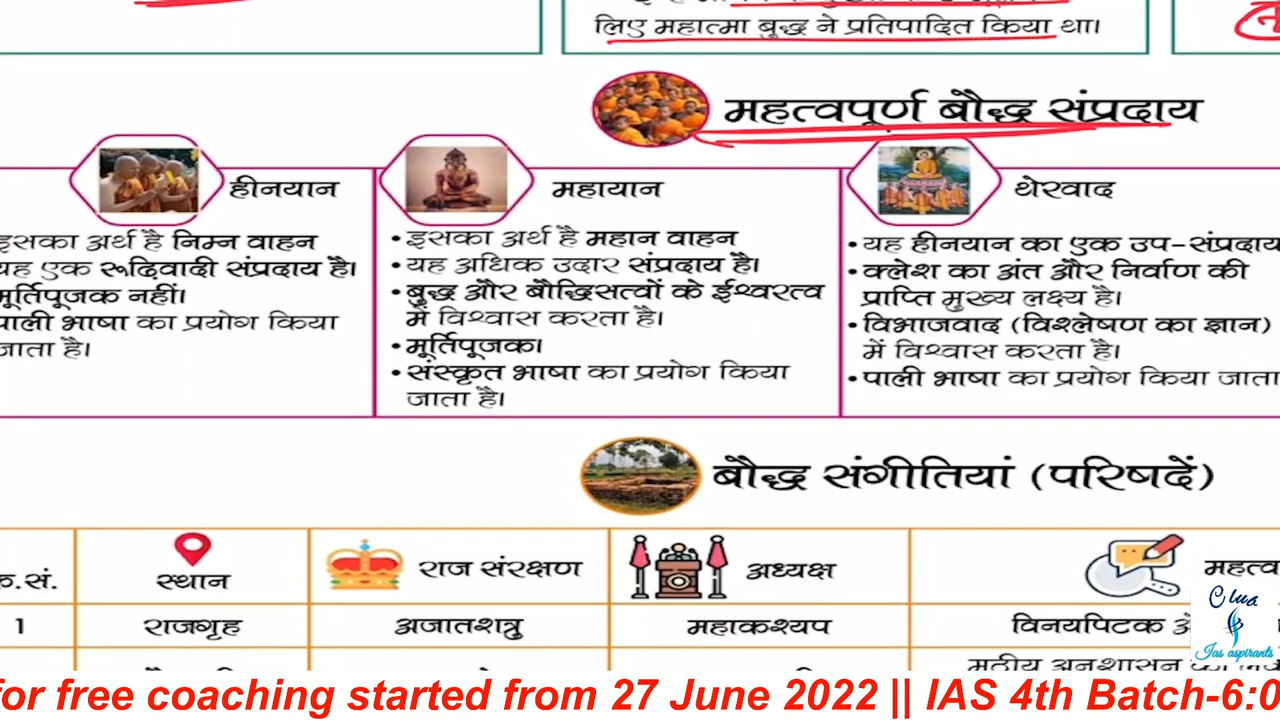 लिए महात्मा बुद्ध ने प्रतिपादित किया था।
महत्वपूर्ण बौद्ध संप्रदाय
हीनयान
इसका अर्थ है निम्न वाहन
यह एक रूढ़िवादी संप्रदाय है।
मूर्तिपूजक नहीं।
पाली भाषा का प्रयोग किया
जाता है।
महायान
• इसका अर्थ है महान वाहन
• यह अधिक उदार संप्रदाय है।
• बुद्ध और बौद्धिसत्वों के ईश्वरत्व
में विश्वास करता है।
• मूर्तिपूजक।
• संस्कृत भाषा का प्रयोग किया
जाता है।
थेरवाद
• यह हीनयान का एक उप-संप्रदाय
• क्लेश का अंत और निर्वाण की
प्राप्ति मुख्य लक्ष्य है।
• विभाजवाद (विश्लेषण का ज्ञान)
में विश्वास करता है।
• पाली भाषा का प्रयोग किया जाता
बौद्ध संगीतियां (परिषदें)
क्र.सं. स्थान राज संरक्षण अध्यक्ष महत्व
1 राजगृह अजातशत्रु महाकश्यप विनयपिटक
Ias aspirants
for free coaching started from 27 June 2022 || IAS 4th Batch-6:0